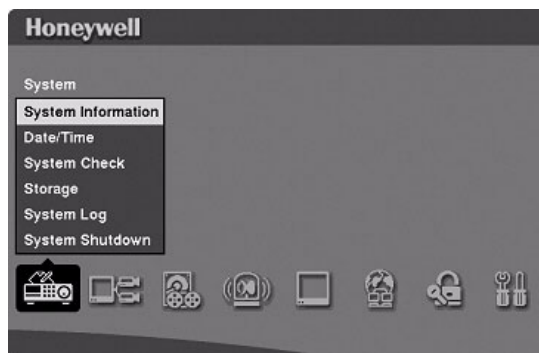 Honeywell
System
System Information
Date/Time
System Check
Storage
System Log
System Shutdown